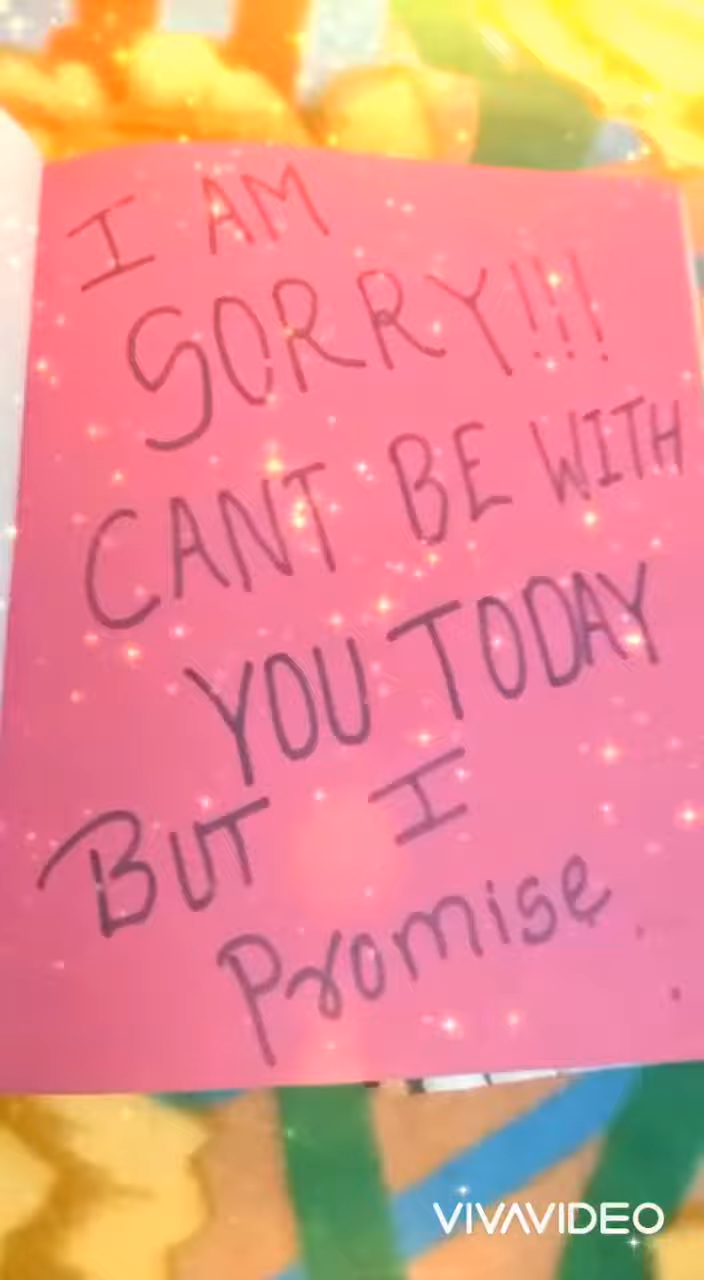 I AM
SORRY!!!
CANT BE WITH
YOU TODAY
BUT I
Promise
VIVAVIDEO